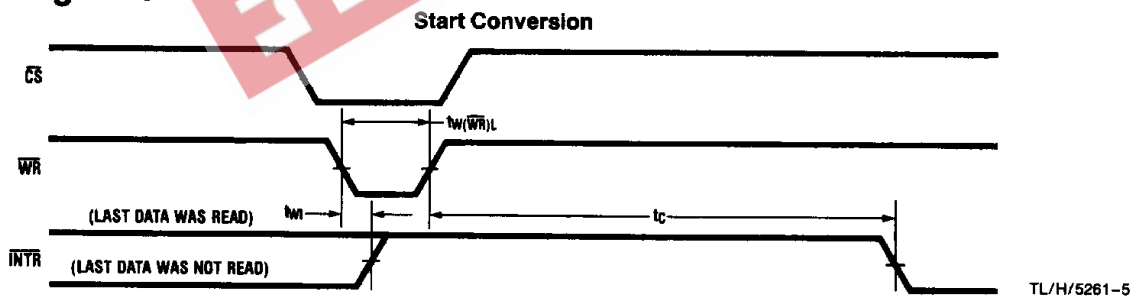 Start Conversion
CS
tW(WR)L
WR
(LAST DATA WAS READ)
tWI
tC
INTR
(LAST DATA WAS NOT READ)
TL/H/5261-5